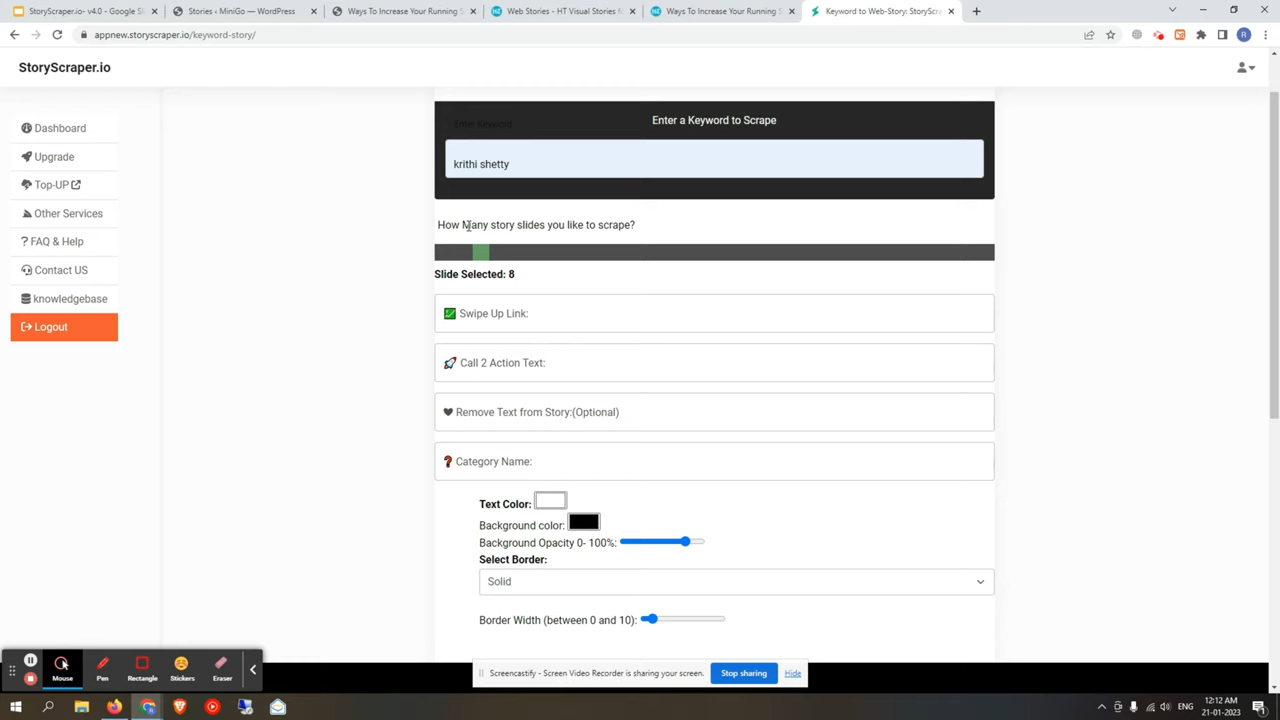 StoryScraper.io- v4.0 - Google Sl
Stories ‹ MiniGo — WordPress
Ways To Increase Your Running S
Web Stories - HT Visual Stories fo
Ways To Increase Your Running S
Keyword to Web-Story: StoryScra
appnew.storyscraper.io/keyword-story/
R
StoryScraper.io
Dashboard
Upgrade
Top-UP
Other Services
FAQ & Help
Contact US
knowledgebase
Logout
Enter Keyword
Enter a Keyword to Scrape
krithi shetty
How Many story slides you like to scrape?
Slide Selected: 8
Swipe Up Link:
Call 2 Action Text:
Remove Text from Story:(Optional)
Category Name:
Text Color:
Background color:
Background Opacity 0- 100%:
Select Border:
Solid
Border Width (between 0 and 10):
Mouse
Pen
Rectangle
Stickers
Eraser
Screencastify - Screen Video Recorder is sharing your screen.
Stop sharing
Hide
ENG
12:12 AM
21-01-2023
1